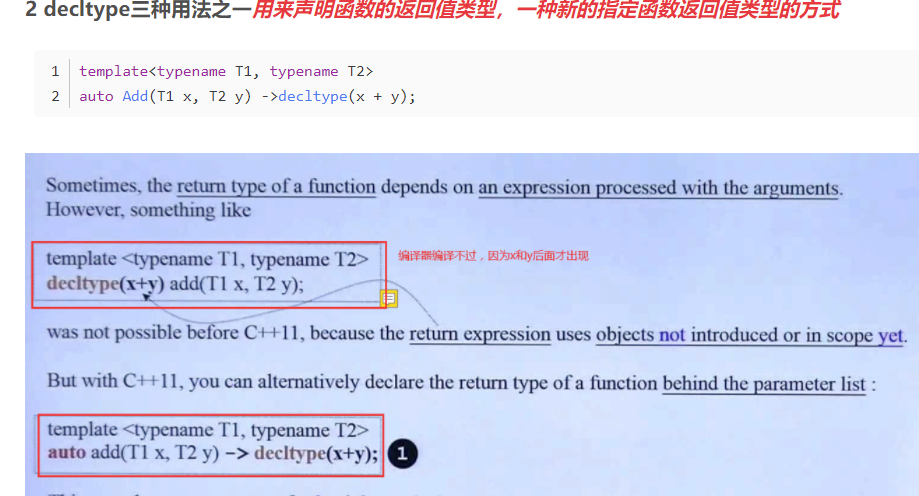 2 decltype三种用法之一用来声明函数的返回值类型，一种新的指定函数返回值类型的方式
1 template<typename T1, typename T2>
2 auto Add(T1 x, T2 y) ->decltype(x + y);
Sometimes, the return type of a function depends on an expression processed with the arguments.
However, something like
template <typename T1, typename T2>
编译器编译不过，因为x和y后面才出现
decltype(x+y) add(T1 x, T2 y);
was not possible before C++11, because the return expression uses objects not introduced or in scope yet.
But with C++11, you can alternatively declare the return type of a function behind the parameter list :
template <typename T1, typename T2>
auto add(T1 x, T2 y) -> decltype(x+y); 1